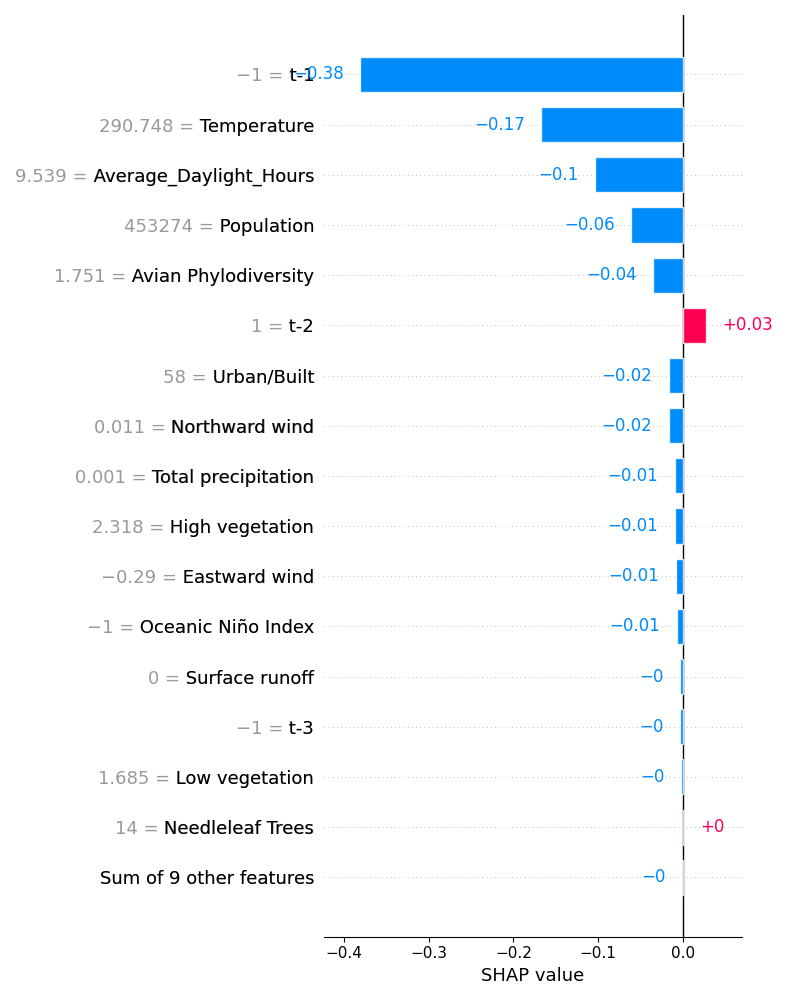 −1 = t-1 −0.38
290.748 = Temperature −0.17
9.539 = Average_Daylight_Hours −0.1
453274 = Population −0.06
1.751 = Avian Phylodiversity −0.04
1 = t-2 +0.03
58 = Urban/Built −0.02
0.011 = Northward wind −0.02
0.001 = Total precipitation −0.01
2.318 = High vegetation −0.01
−0.29 = Eastward wind −0.01
−1 = Oceanic Niño Index −0.01
0 = Surface runoff −0
−1 = t-3 −0
1.685 = Low vegetation −0
14 = Needleleaf Trees +0
Sum of 9 other features −0
−0.4 −0.3 −0.2 −0.1 0.0
SHAP value